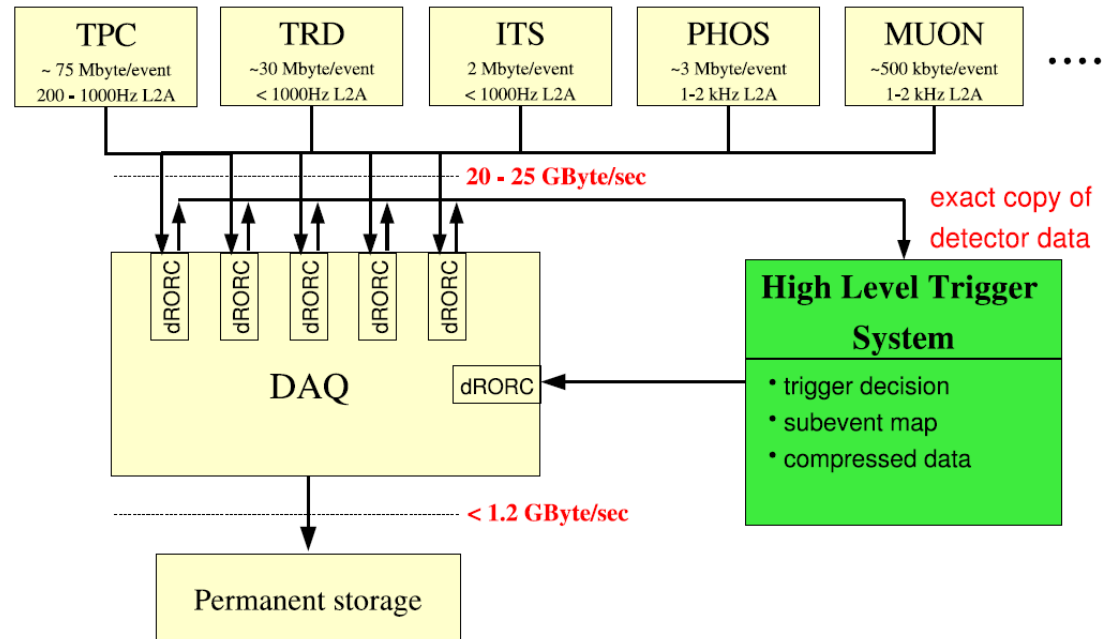 TPC
~ 75 Mbyte/event
200 - 1000Hz L2A
TRD
~30 Mbyte/event
< 1000Hz L2A
ITS
2 Mbyte/event
< 1000Hz L2A
PHOS
~3 Mbyte/event
1-2 kHz L2A
MUON
~500 kbyte/event
1-2 kHz L2A
....
20 - 25 GByte/sec
exact copy of
detector data
dRORC
dRORC
dRORC
dRORC
dRORC
DAQ
dRORC
High Level Trigger
System
• trigger decision
• subevent map
• compressed data
< 1.2 GByte/sec
Permanent storage